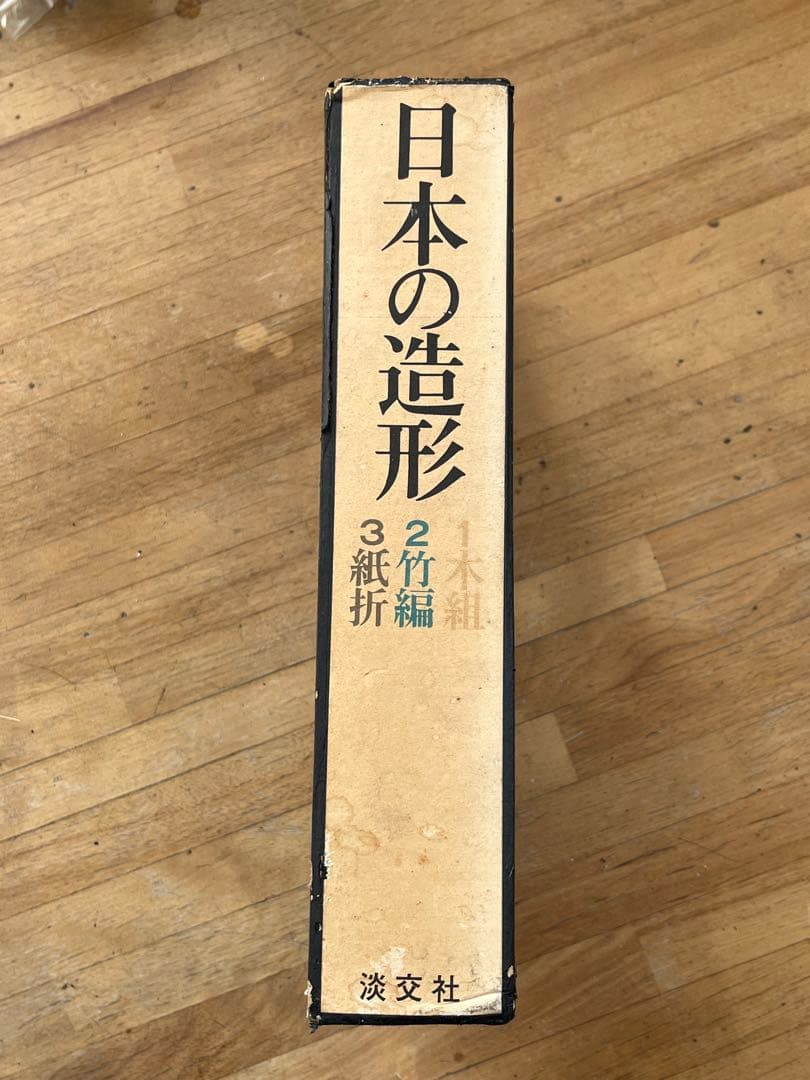 日本の造形
1木組
2竹編
3紙折
淡交社